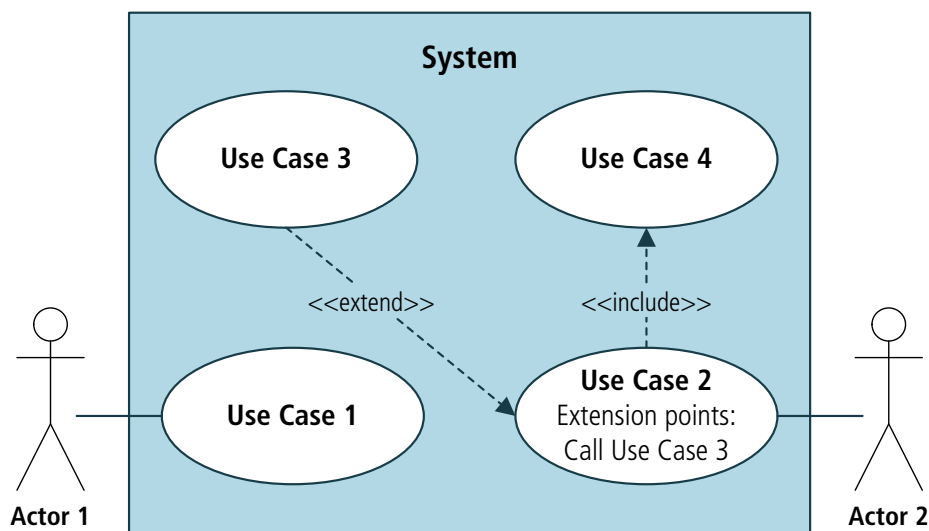 System
Use Case 3
Use Case 4
<<extend>>
<<include>>
Use Case 1
Use Case 2
Extension points:
Call Use Case 3
Actor 1
Actor 2